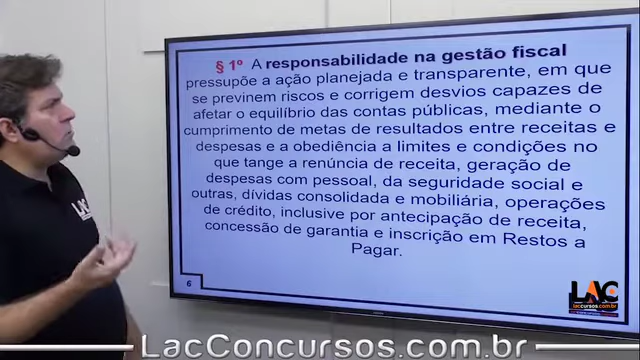 § 1º A responsabilidade na gestão fiscal
pressupõe a ação planejada e transparente, em que
se previnem riscos e corrigem desvios capazes de
afetar o equilíbrio das contas públicas, mediante o
cumprimento de metas de resultados entre receitas e
despesas e a obediência a limites e condições no
que tange a renúncia de receita, geração de
despesas com pessoal, da seguridade social e
outras, dívidas consolidada e mobiliária, operações
de crédito, inclusive por antecipação de receita,
concessão de garantia e inscrição em Restos a
Pagar.
6
LAC
LAC
laccursos.com.br
LacConcursos.com.br